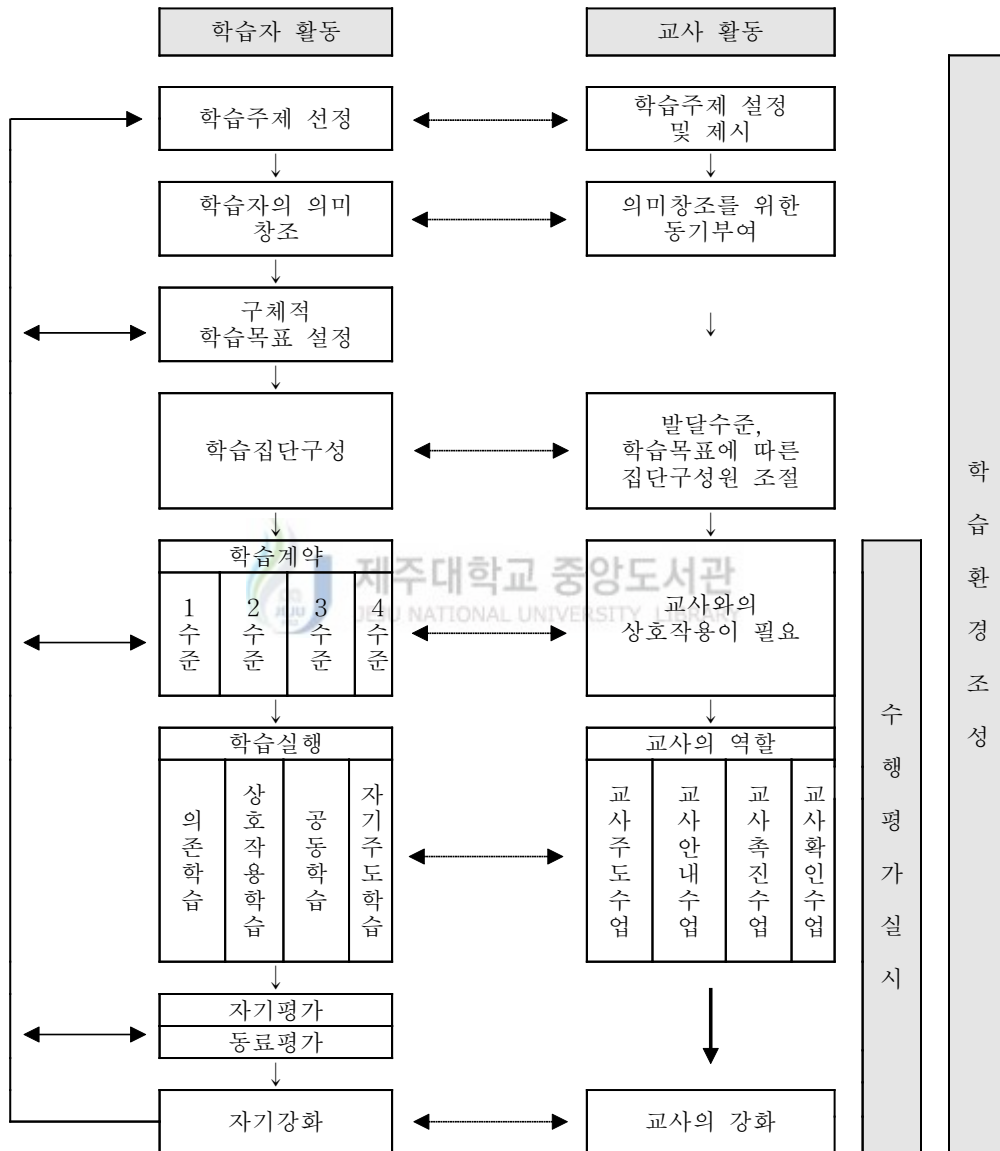 학습자 활동
교사 활동
학습주제 선정
학습주제 설정
및 제시
학습자의 의미
창조
의미창조를 위한
동기부여
구체적
학습목표 설정
학습집단구성
발달수준,
학습목표에 따른
집단구성원 조절
학습계약
1수준
2수준
3수준
4수준
교사와의
상호작용이 필요
제주대학교 중앙도서관
JEJU NATIONAL UNIVERSITY LIBRARY
JEJU
학습실행
의존학습
상호작용학습
공동학습
자기주도학습
교사의 역할
교사주도수업
교사안내수업
교사촉진수업
교사확인수업
자기평가
동료평가
자기강화
교사의 강화
수행평가실시
학습환경조성